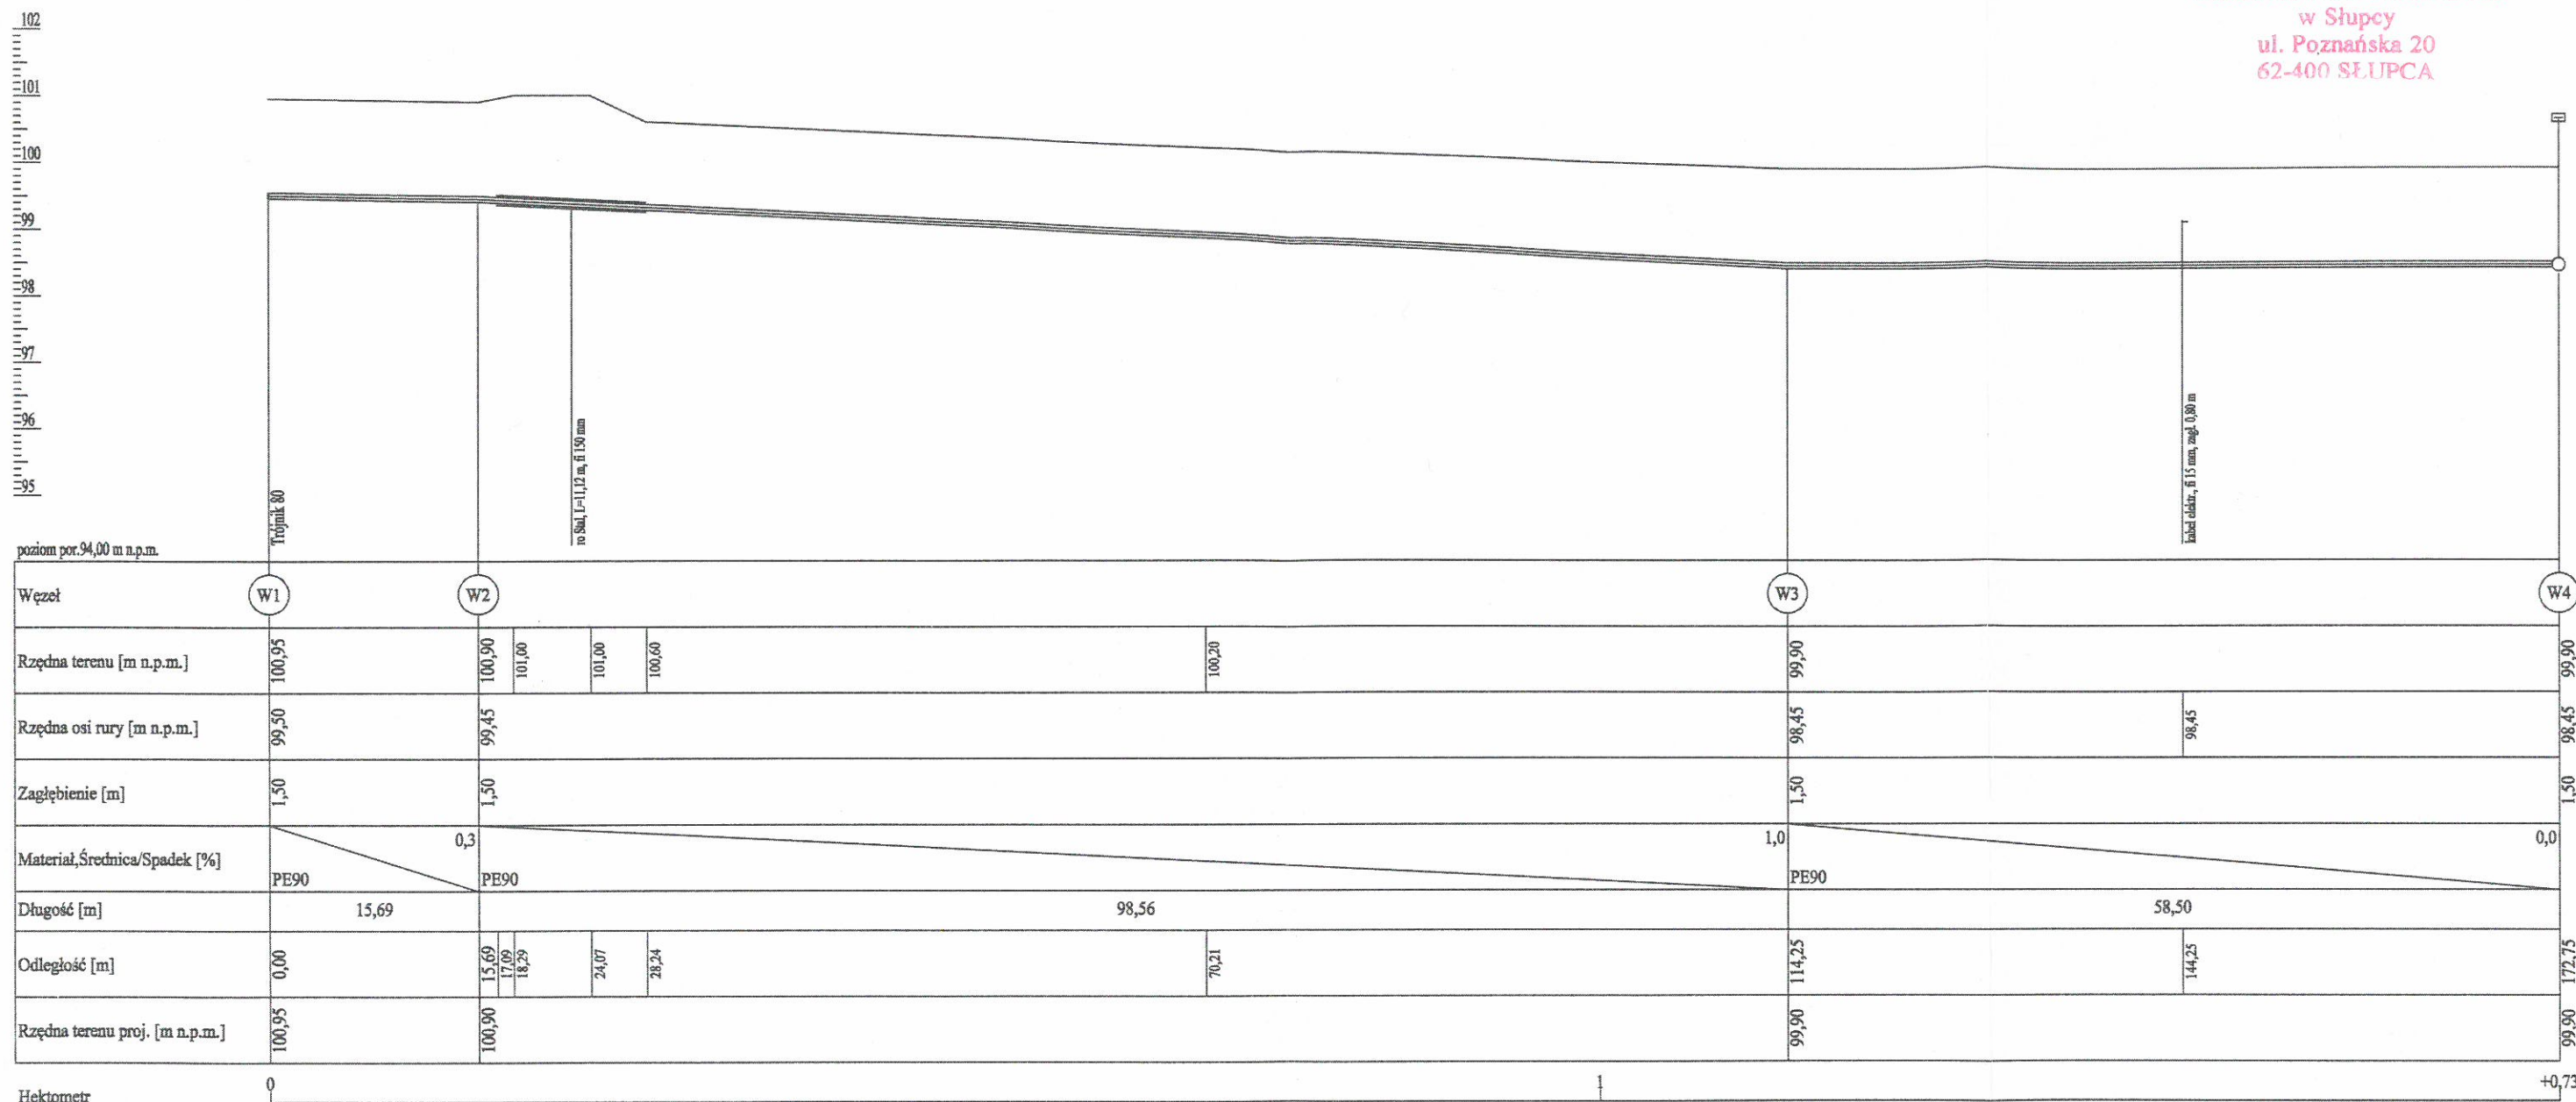 w Słupcy
ul. Poznańska 20
62-400 SŁUPCA
102
101
100
99
98
97
96
95
Trójnik 80
ro Stal, L=11,12 m, fi 150 mm
kabel elektr., fi 15 mm, zagł. 0,80 m
poziom por.94,00 m n.p.m.
Węzeł W1 W2 W3 W4
Rzędna terenu [m n.p.m.] 100,95 100,90 101,00 101,00 100,60 100,20 99,90 99,90
Rzędna osi rury [m n.p.m.] 99,50 99,45 98,45 98,45 98,45
Zagłębienie [m] 1,50 1,50 1,50 1,50
Materiał,Średnica/Spadek [%] PE90 0,3 PE90 1,0 PE90 0,0
Długość [m] 15,69 98,56 58,50
Odległość [m] 0,00 15,69 17,09 18,29 24,07 28,24 70,21 114,25 144,25 172,75
Rzędna terenu proj. [m n.p.m.] 100,95 100,90 99,90 99,90
Hektometr 0 1 +0,73